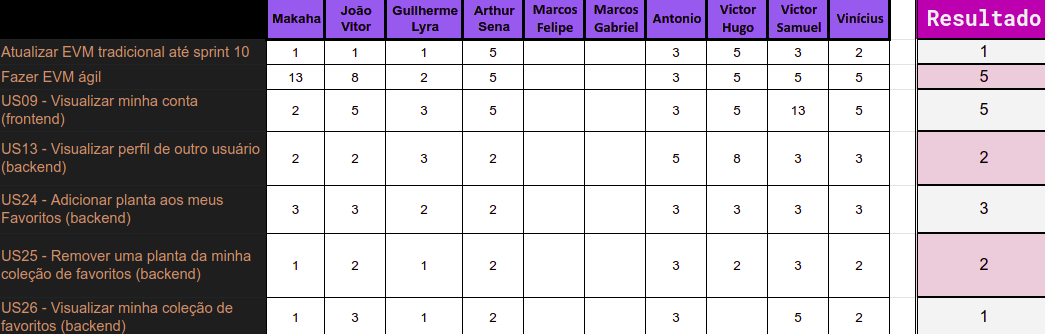 Makaha João Vitor Guilherme Lyra Arthur Sena Marcos Felipe Marcos Gabriel Antonio Victor Hugo Victor Samuel Vinícius Resultado
Atualizar EVM tradicional até sprint 10 1 1 1 5 3 5 3 2 1
Fazer EVM ágil 13 8 2 5 3 5 5 5 5
US09 - Visualizar minha conta
(frontend) 2 5 3 5 3 5 13 5 5
US13 - Visualizar perfil de outro usuário
(backend) 2 2 3 2 5 8 3 3 2
US24 - Adicionar planta aos meus
Favoritos (backend) 3 3 2 2 3 3 3 3 3
US25 - Remover uma planta da minha
coleção de favoritos (backend) 1 2 1 2 3 2 3 2 2
US26 - Visualizar minha coleção de
favoritos (backend) 1 3 1 2 3 5 2 1